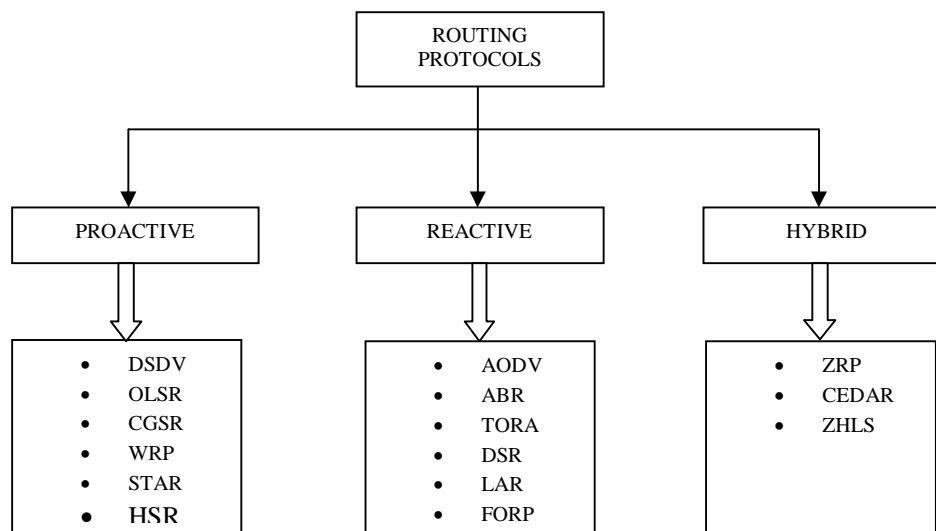 ROUTING
PROTOCOLS
PROACTIVE
REACTIVE
HYBRID
• DSDV
• OLSR
• CGSR
• WRP
• STAR
• HSR
• AODV
• ABR
• TORA
• DSR
• LAR
• FORP
• ZRP
• CEDAR
• ZHLS